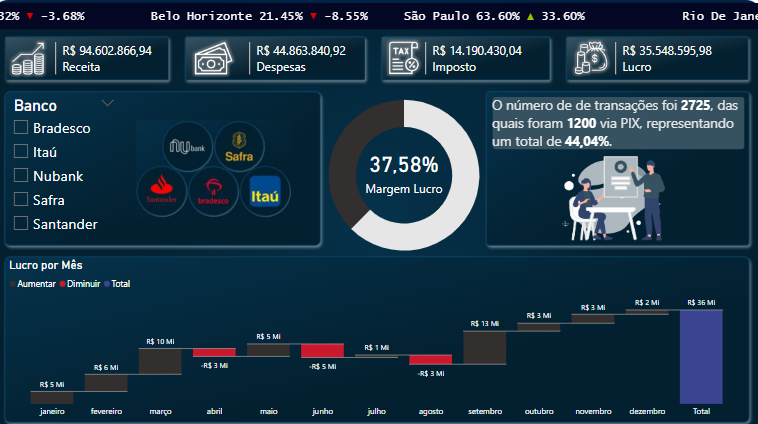 32% ▼ -3.68% Belo Horizonte 21.45% ▼ -8.55% São Paulo 63.60% ▲ 33.60% Rio De Jane
R$ 94.602.866,94
Receita
R$ 44.863.840,92
Despesas
TAX
R$ 14.190.430,04
Imposto
R$ 35.548.595,98
Lucro
Banco
Bradesco
Itaú
Nubank
Safra
Santander
nubank
Safra
Santander
bradesco
Itaú
37,58%
Margem Lucro
O número de de transações foi 2725, das
quais foram 1200 via PIX, representando
um total de 44,04%.
Lucro por Mês
Aumentar Diminuir Total
R$ 5 Mi
R$ 6 Mi
R$ 10 Mi
-R$ 3 Mi
R$ 5 Mi
-R$ 5 Mi
R$ 1 Mi
-R$ 3 Mi
R$ 13 Mi
R$ 3 Mi
R$ 3 Mi
R$ 2 Mi
R$ 36 Mi
janeiro fevereiro março abril maio junho julho agosto setembro outubro novembro dezembro Total